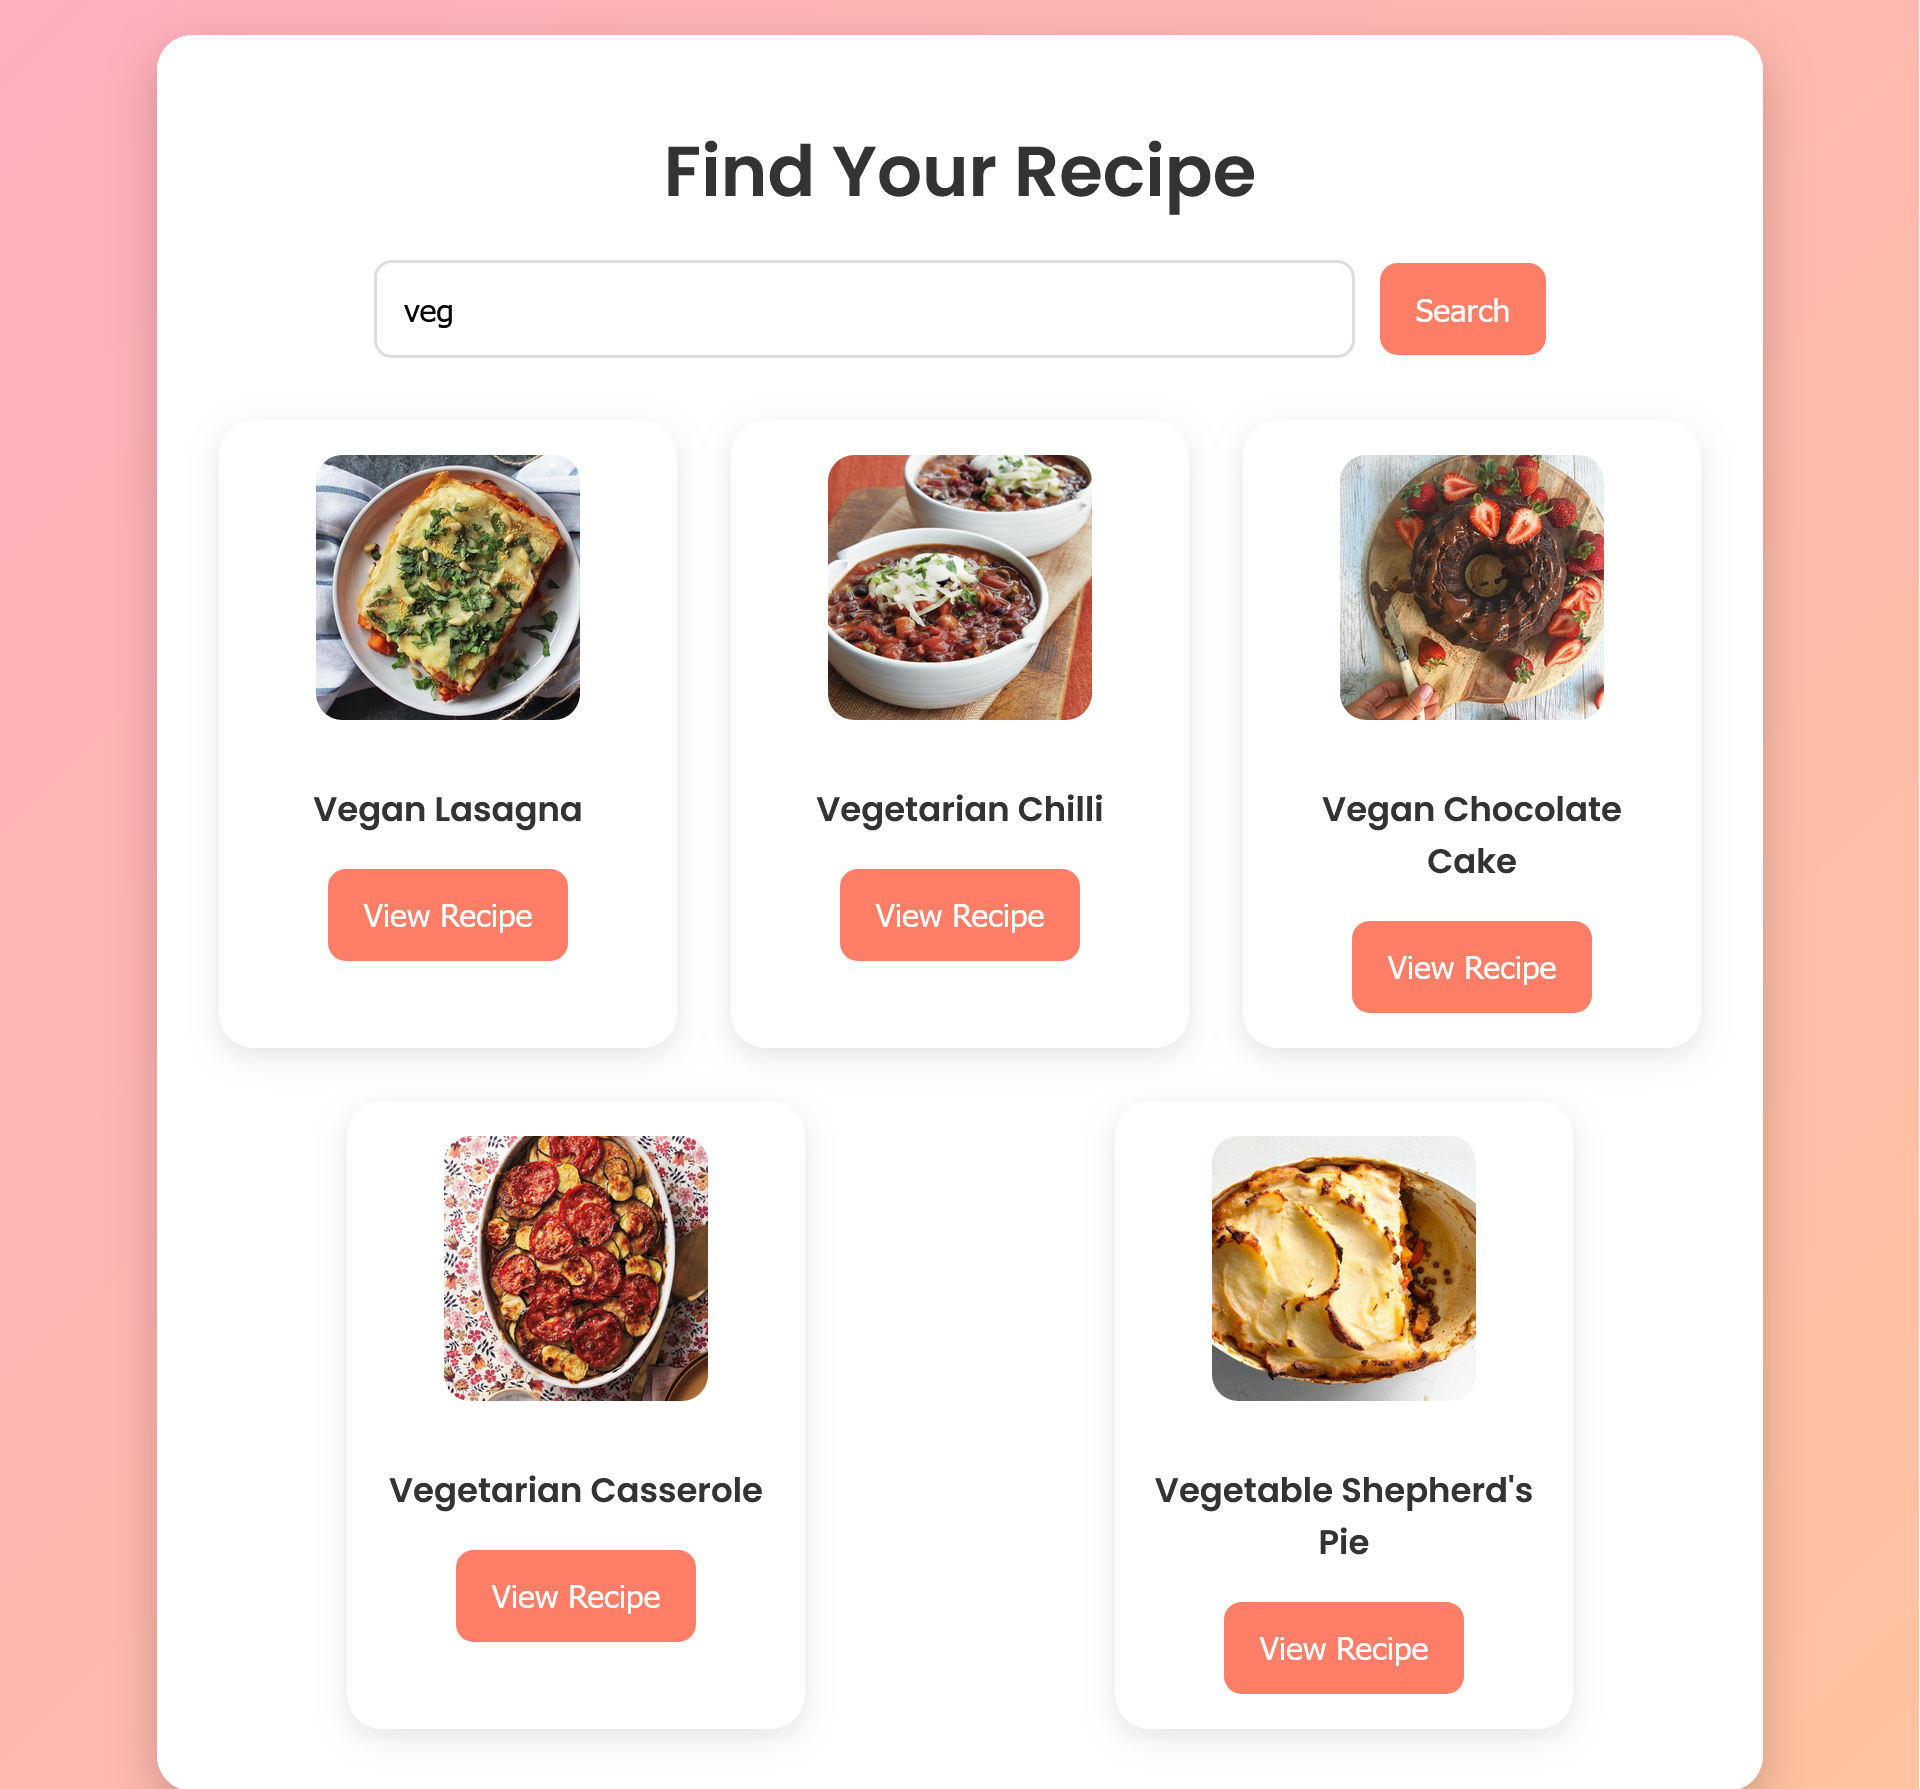 Find Your Recipe
veg
Search
Vegan Lasagna
View Recipe
Vegetarian Chilli
View Recipe
Vegan Chocolate
Cake
View Recipe
Vegetarian Casserole
View Recipe
Vegetable Shepherd's
Pie
View Recipe